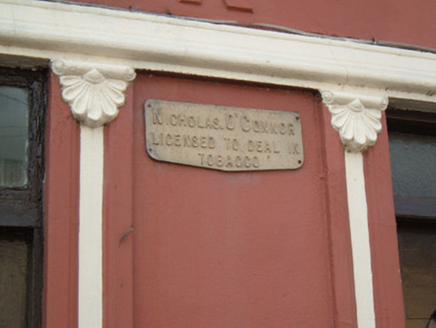 NICHOLAS. O'CONNOR
LICENSED TO DEAL IN
TOBACCO